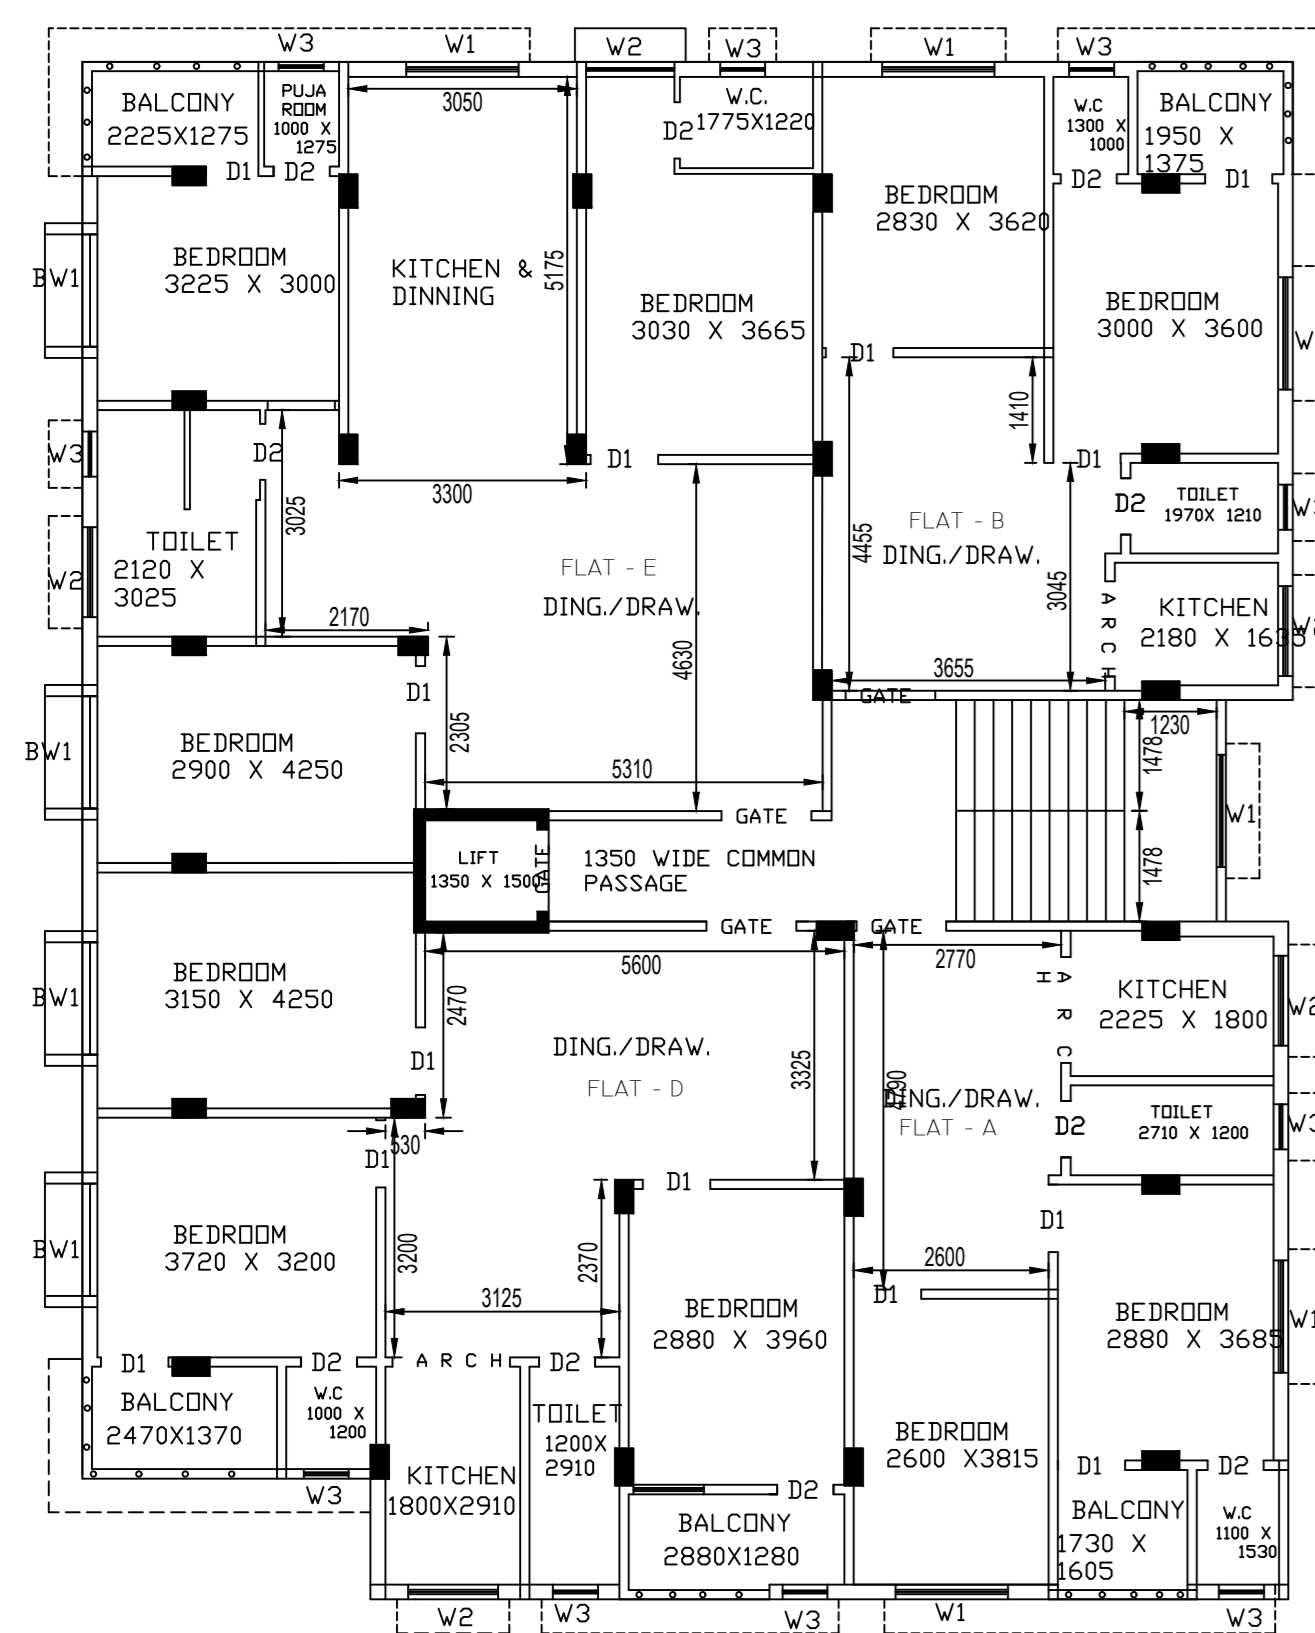 W3
W1
W2
W3
W1
W3
BALCONY
2225X1275
PUJA
ROOM
1000 X
1275
3050
W.C.
1775X1220
D2
W.C
1300 X
1000
BALCONY
1950 X
1375
D1
D2
D2
D1
BEDROOM
2830 X 3620
BW1
BEDROOM
3225 X 3000
KITCHEN &
DINNING
5175
BEDROOM
3030 X 3665
BEDROOM
3000 X 3600
D1
1410
W3
D2
D1
D1
3300
3025
TOILET
2120 X
3025
W2
FLAT - E
DING./DRAW.
4455
FLAT - B
DING./DRAW.
3045
D2
TOILET
1970X 1210
ARCH
KITCHEN
2180 X 1635
2170
4630
3655
GATE
D1
2305
BW1
BEDROOM
2900 X 4250
5310
1230
1478
W1
GATE
LIFT
1350 X 1500
GATE
1350 WIDE COMMON
PASSAGE
1478
GATE
GATE
5600
2770
BW1
BEDROOM
3150 X 4250
2470
D1
DING./DRAW.
FLAT - D
3325
4790
DING./DRAW.
FLAT - A
ARCH
KITCHEN
2225 X 1800
W2
D2
TOILET
2710 X 1200
W3
530
D1
D1
D1
BW1
BEDROOM
3720 X 3200
3200
2370
3125
2600
D1
BEDROOM
2880 X 3960
BEDROOM
2880 X 3685
W1
D1
D2
ARCH
D2
BALCONY
2470X1370
W.C
1000 X
1200
TOILET
1200X
2910
KITCHEN
1800X2910
W3
BEDROOM
2600 X3815
D1
D2
D2
BALCONY
2880X1280
BALCONY
1730 X
1605
W.C
1100 X
1530
W2
W3
W3
W1
W3